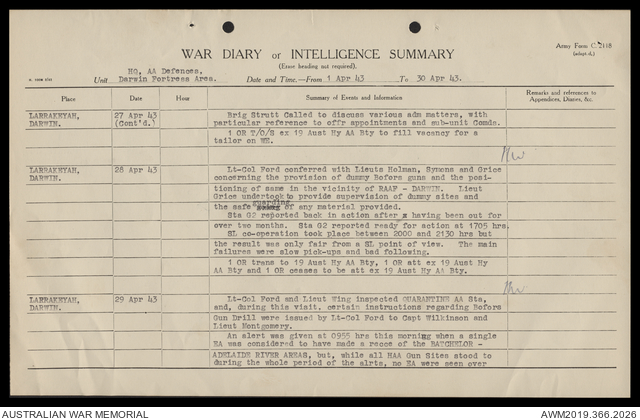 Army Form C.2118
(adapted.)
WAR DIARY or INTELLIGENCE SUMMARY
(Erase heading not required).
HQ, AA Defences,
Unit Darwin Fortress Area. Date and Time.—From 1 Apr 43 To 30 Apr 43.
Place Date Hour Summary of Events and Information Remarks and references to Appendices, Diaries, &c.
LARRAKEYAH, DARWIN. 27 Apr 43 (Cont'd.)
Brig Strutt Called to discuss various adm matters, with
particular reference to offr appointments and sub-unit Comds.
1 OR T/O/S ex 19 Aust Hy AA Bty to fill vacancy for a
tailor on WE.
LARRAKEYAH, DARWIN. 28 Apr 43
Lt-Col Ford conferred with Lieuts Holman, Symons and Grice
concerning the provision of dummy Bofors guns and the posi-
tioning of same in the vicinity of RAAF - DARWIN. Lieut
Grice undertook to provide supervision of dummy sites and
the safe guarding of any material provided.
Sta G2 reported back in action after having been out for
over two months. Sta G2 reported ready for action at 1705 hrs.
SL co-operation took place between 2000 and 2130 hrs but
the result was only fair from a SL point of view. The main
failures were slow pick-ups and bad following.
1 OR trans to 19 Aust Hy AA Bty, 1 OR att ex 19 Aust Hy
AA Bty and 1 OR ceases to be att ex 19 Aust Hy AA Bty.
LARRAKEYAH, DARWIN. 29 Apr 43
Lt-Col Ford and Lieut Wing inspected QUARANTINE AA Sta,
and, during this visit, certain instructions regarding Bofors
Gun Drill were issued by Lt-Col Ford to Capt Wilkinson and
Lieut Montgomery.
An alert was given at 0955 hrs this morning when a single
EA was considered to have made a recce of the BATCHELOR -
ADELAIDE RIVER AREAS, but, while all HAA Gun Sites stood to
during the whole period of the alrts, no EA were seen over
AUSTRALIAN WAR MEMORIAL
AWM2019.366.2026